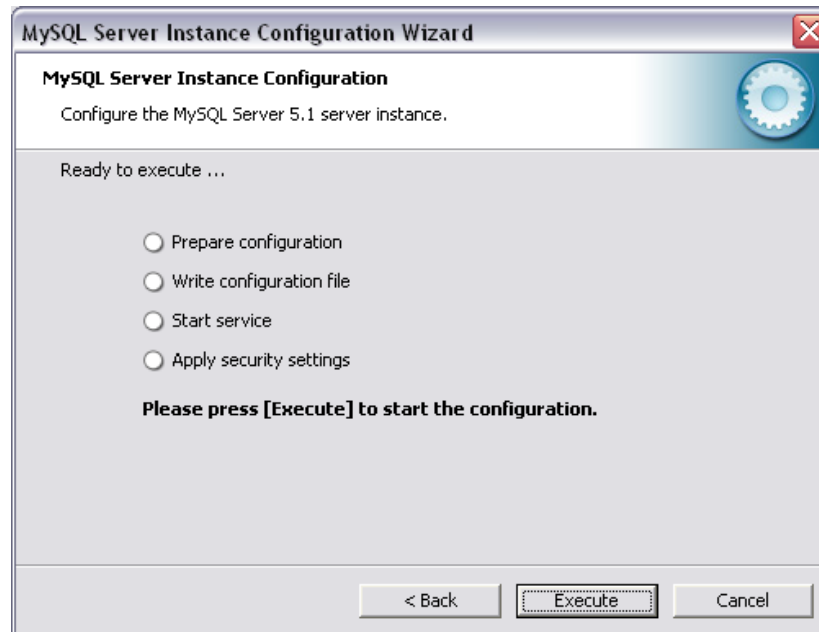 MySQL Server Instance Configuration Wizard
MySQL Server Instance Configuration
Configure the MySQL Server 5.1 server instance.
Ready to execute ...
Prepare configuration
Write configuration file
Start service
Apply security settings
Please press [Execute] to start the configuration.
< Back Execute Cancel